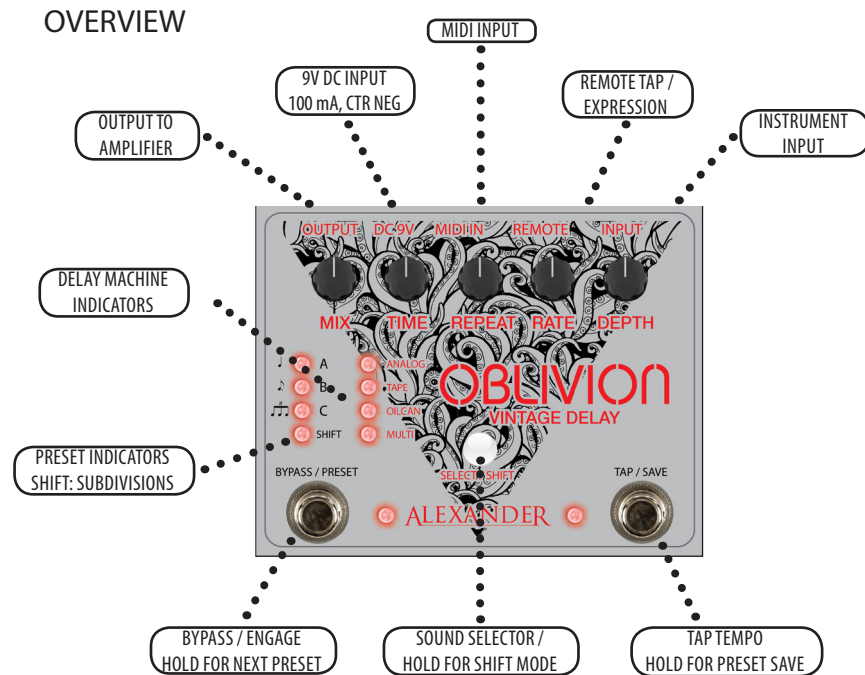 OVERVIEW
MIDI INPUT
9V DC INPUT
100 mA, CTR NEG
REMOTE TAP /
EXPRESSION
OUTPUT TO
AMPLIFIER
INSTRUMENT
INPUT
OUTPUT DC 9V MIDI IN REMOTE INPUT
MIX TIME REPEAT RATE DEPTH
DELAY MACHINE
INDICATORS
A ANALOG
B TAPE
C OILCAN
SHIFT MULTI
OBLIVION
VINTAGE DELAY
PRESET INDICATORS
SHIFT: SUBDIVISIONS
BYPASS / PRESET
SELECT / SHIFT
TAP / SAVE
ALEXANDER
BYPASS / ENGAGE
HOLD FOR NEXT PRESET
SOUND SELECTOR /
HOLD FOR SHIFT MODE
TAP TEMPO
HOLD FOR PRESET SAVE